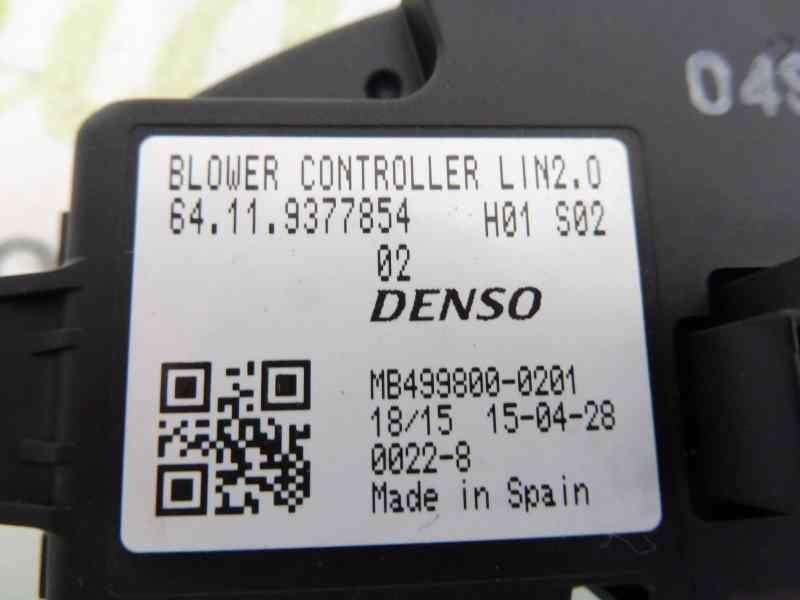 BLOWER CONTROLLER LIN2.0
64.11.9377854 H01 S02
02
DENSO
MB499800-0201
18/15 15-04-28
0022-8
Made in Spain